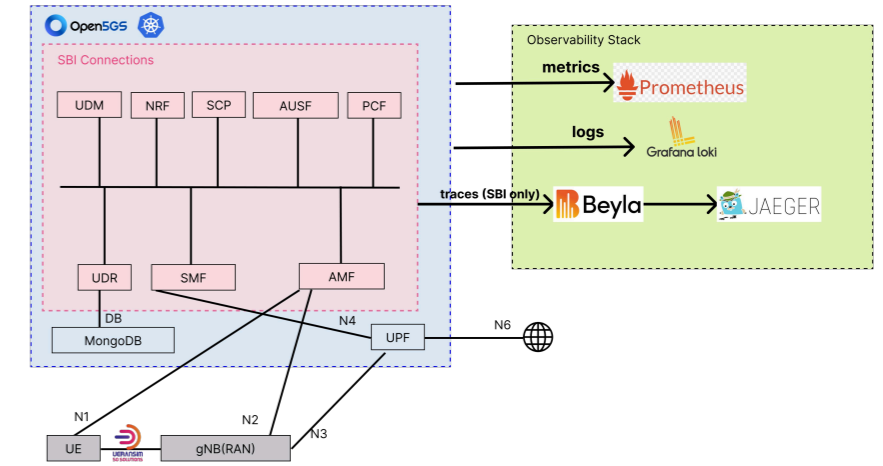 Open5GS
SBI Connections
UDM
NRF
SCP
AUSF
PCF
UDR
SMF
AMF
DB
MongoDB
N4
UPF
N6
N1
N2
N3
UE
UERANSIM
5G SOLUTIONS
gNB(RAN)
Observability Stack
metrics
Prometheus
logs
Grafana loki
traces (SBI only)
Beyla
JAEGER